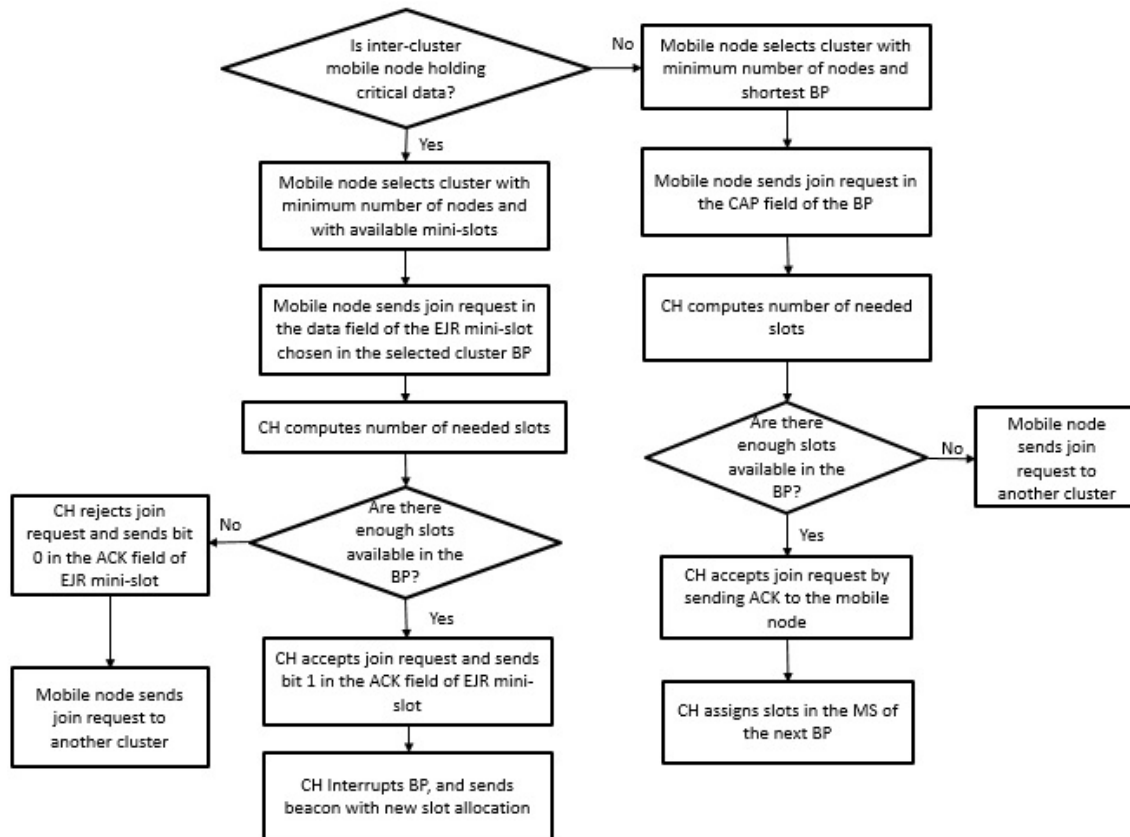 Is inter-cluster
mobile node holding
critical data?
No
Mobile node selects cluster with
minimum number of nodes and
shortest BP
Yes
Mobile node selects cluster with
minimum number of nodes and
with available mini-slots
Mobile node sends join request in
the CAP field of the BP
Mobile node sends join request in
the data field of the EJR mini-slot
chosen in the selected cluster BP
CH computes number of needed
slots
CH computes number of needed slots
Are there
enough slots
available in the
BP?
No
Mobile node
sends join
request to
another cluster
CH rejects join
request and sends bit
0 in the ACK field of
EJR mini-slot
No
Are there
enough slots
available in the
BP?
Yes
CH accepts join request by
sending ACK to the mobile
node
Yes
CH accepts join request and sends
bit 1 in the ACK field of EJR mini-
slot
Mobile node sends
join request to
another cluster
CH assigns slots in the MS of
the next BP
CH Interrupts BP, and sends
beacon with new slot allocation